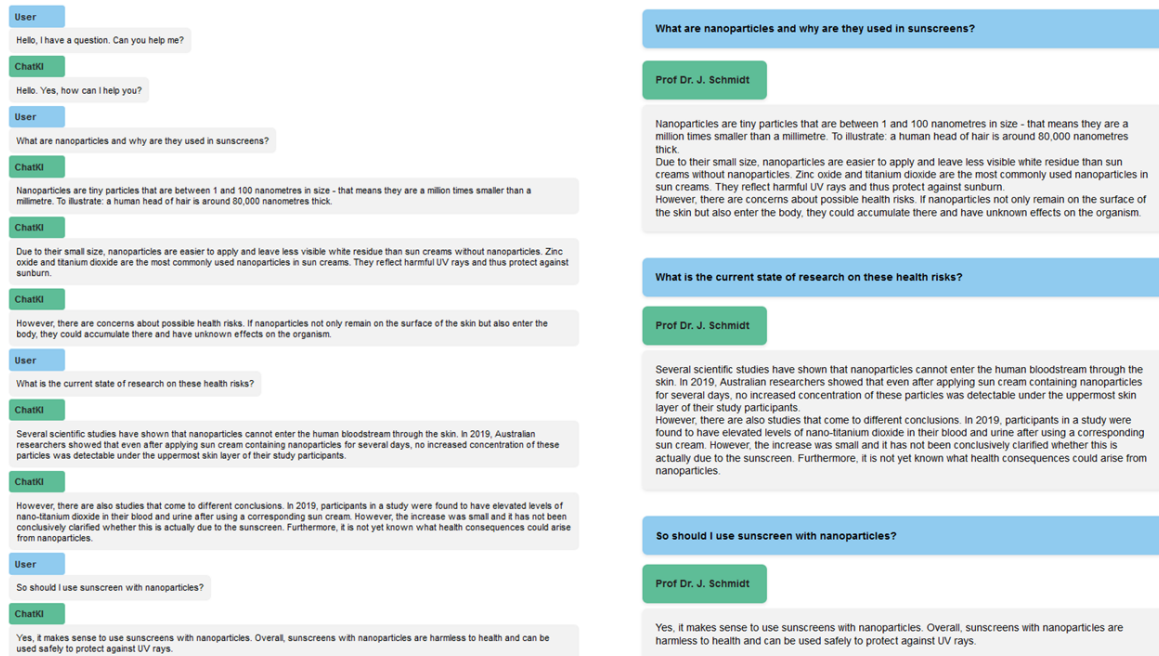 User
Hello, I have a question. Can you help me?
ChatKI
Hello. Yes, how can I help you?
User
What are nanoparticles and why are they used in sunscreens?
ChatKI
Nanoparticles are tiny particles that are between 1 and 100 nanometres in size - that means they are a million times smaller than a
millimetre. To illustrate: a human head of hair is around 80,000 nanometres thick.
ChatKI
Due to their small size, nanoparticles are easier to apply and leave less visible white residue than sun creams without nanoparticles. Zinc
oxide and titanium dioxide are the most commonly used nanoparticles in sun creams. They reflect harmful UV rays and thus protect against
sunburn.
ChatKI
However, there are concerns about possible health risks. If nanoparticles not only remain on the surface of the skin but also enter the
body, they could accumulate there and have unknown effects on the organism.
User
What is the current state of research on these health risks?
ChatKI
Several scientific studies have shown that nanoparticles cannot enter the human bloodstream through the skin. In 2019, Australian
researchers showed that even after applying sun cream containing nanoparticles for several days, no increased concentration of these
particles was detectable under the uppermost skin layer of their study participants.
ChatKI
However, there are also studies that come to different conclusions. In 2019, participants in a study were found to have elevated levels of
nano-titanium dioxide in their blood and urine after using a corresponding sun cream. However, the increase was small and it has not been
conclusively clarified whether this is actually due to the sunscreen. Furthermore, it is not yet known what health consequences could arise
from nanoparticles.
User
So should I use sunscreen with nanoparticles?
ChatKI
Yes, it makes sense to use sunscreens with nanoparticles. Overall, sunscreens with nanoparticles are harmless to health and can be
used safely to protect against UV rays.
What are nanoparticles and why are they used in sunscreens?
Prof Dr. J. Schmidt
Nanoparticles are tiny particles that are between 1 and 100 nanometres in size - that means they are a
million times smaller than a millimetre. To illustrate: a human head of hair is around 80,000 nanometres
thick.
Due to their small size, nanoparticles are easier to apply and leave less visible white residue than sun
creams without nanoparticles. Zinc oxide and titanium dioxide are the most commonly used nanoparticles in
sun creams. They reflect harmful UV rays and thus protect against sunburn.
However, there are concerns about possible health risks. If nanoparticles not only remain on the surface of
the skin but also enter the body, they could accumulate there and have unknown effects on the organism.
What is the current state of research on these health risks?
Prof Dr. J. Schmidt
Several scientific studies have shown that nanoparticles cannot enter the human bloodstream through the
skin. In 2019, Australian researchers showed that even after applying sun cream containing nanoparticles
for several days, no increased concentration of these particles was detectable under the uppermost skin
layer of their study participants.
However, there are also studies that come to different conclusions. In 2019, participants in a study were
found to have elevated levels of nano-titanium dioxide in their blood and urine after using a corresponding
sun cream. However, the increase was small and it has not been conclusively clarified whether this is
actually due to the sunscreen. Furthermore, it is not yet known what health consequences could arise from
nanoparticles.
So should I use sunscreen with nanoparticles?
Prof Dr. J. Schmidt
Yes, it makes sense to use sunscreens with nanoparticles. Overall, sunscreens with nanoparticles are
harmless to health and can be used safely to protect against UV rays.